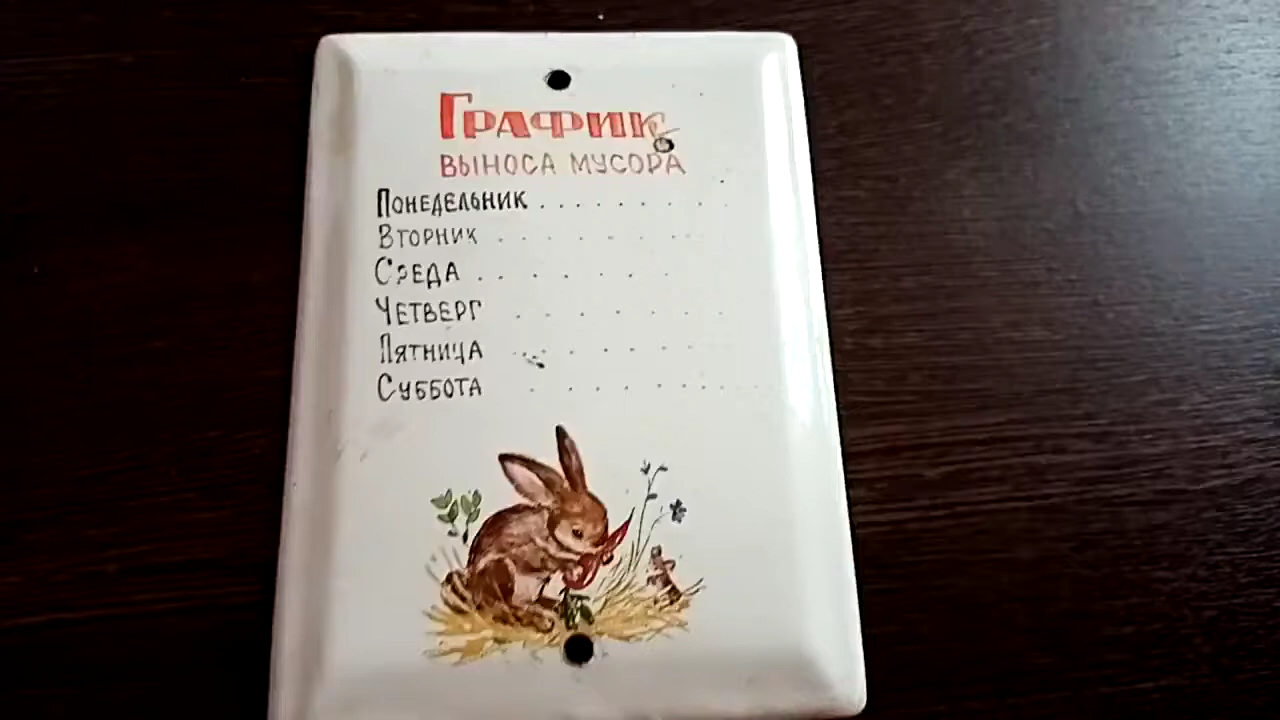 График
ВЫНОСА МУСОРА
ПОНЕДЕЛЬНИК . . . . . . . . . .
ВТОРНИК . . . . . . .
СРЕДА . . . . . . .
ЧЕТВЕРГ . . . . . . .
ПЯТНИЦА . . . . . . .
СУББОТА . . . . . . . . . .